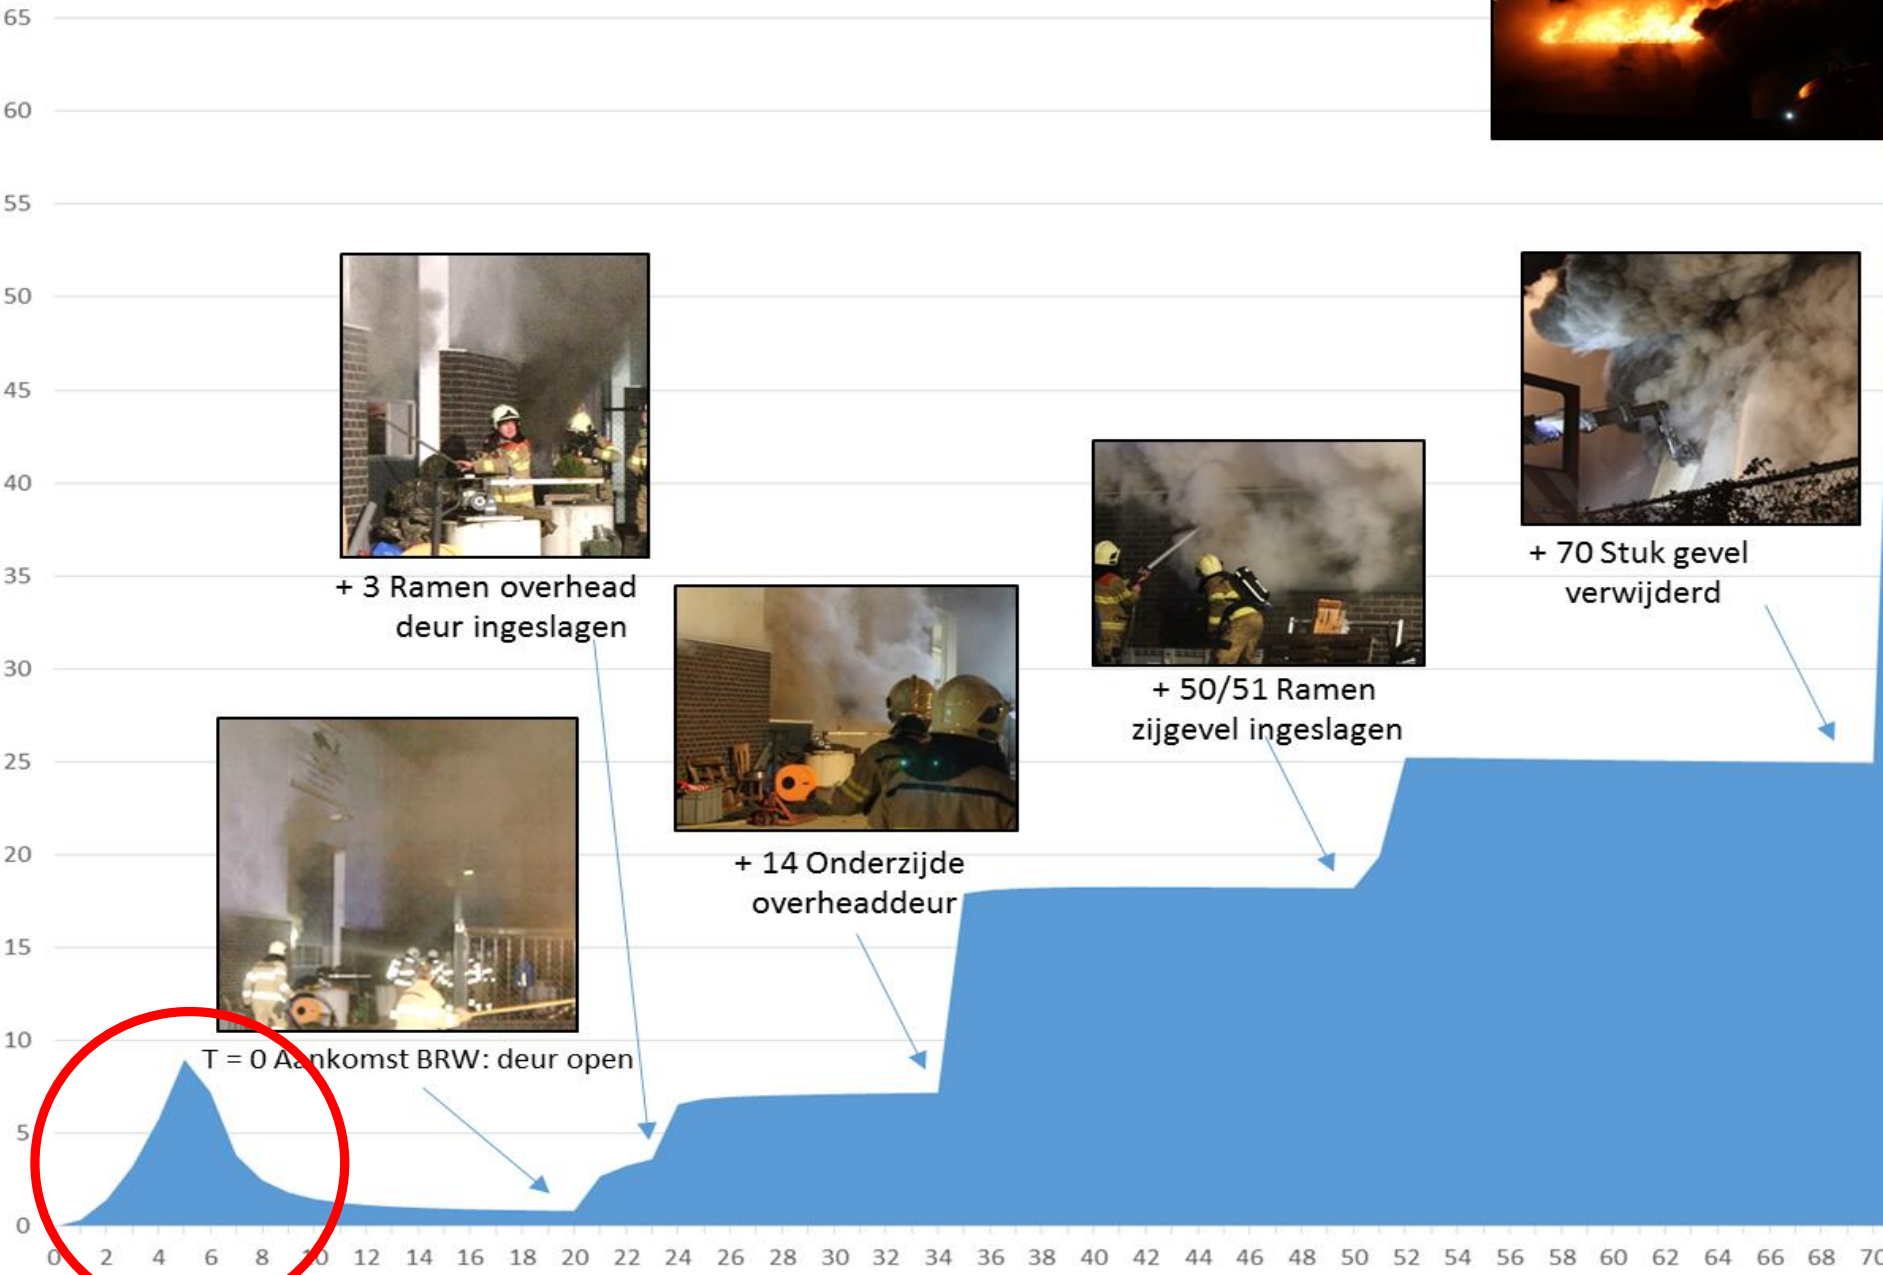 65
60
55
50
45
40
35
30
25
20
15
10
5
0
+ 3 Ramen overhead
deur ingeslagen
+ 70 Stuk gevel
verwijderd
+ 50/51 Ramen
zijgevel ingeslagen
+ 14 Onderzijde
overheaddeur
T = 0 Aankomst BRW: deur open
0 2 4 6 8 10 12 14 16 18 20 22 24 26 28 30 32 34 36 38 40 42 44 46 48 50 52 54 56 58 60 62 64 66 68 70